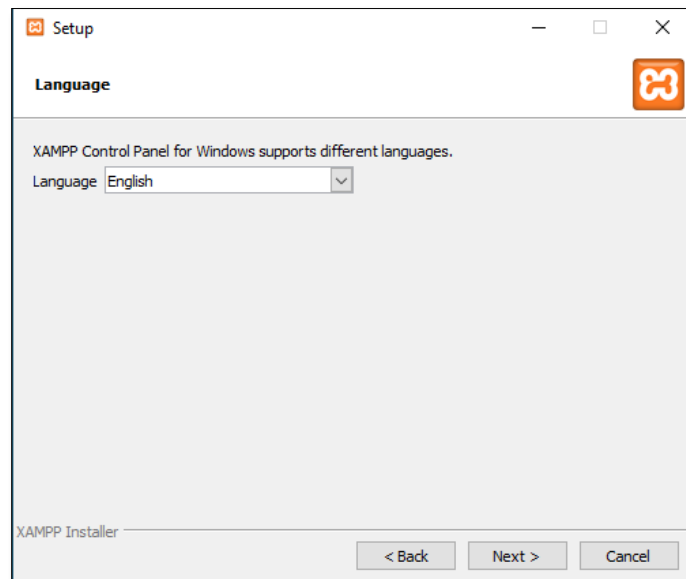 Setup
Language
XAMPP Control Panel for Windows supports different languages.
Language English
XAMPP Installer
< Back Next > Cancel